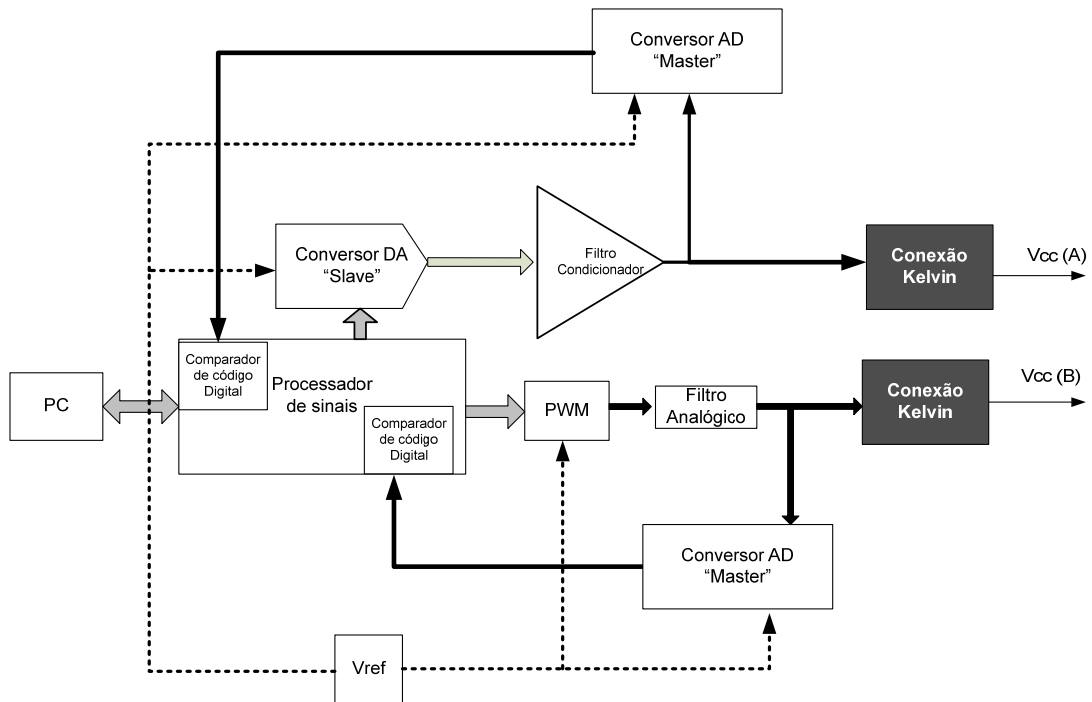 Conversor AD
“Master”
Conversor DA
“Slave”
Filtro
Condicionador
Conexão
Kelvin
Vcc (A)
Comparador
de código
Digital
Processador
de sinais
Comparador
de código
Digital
PC
PWM
Filtro
Analógico
Conexão
Kelvin
Vcc (B)
Conversor AD
“Master”
Vref